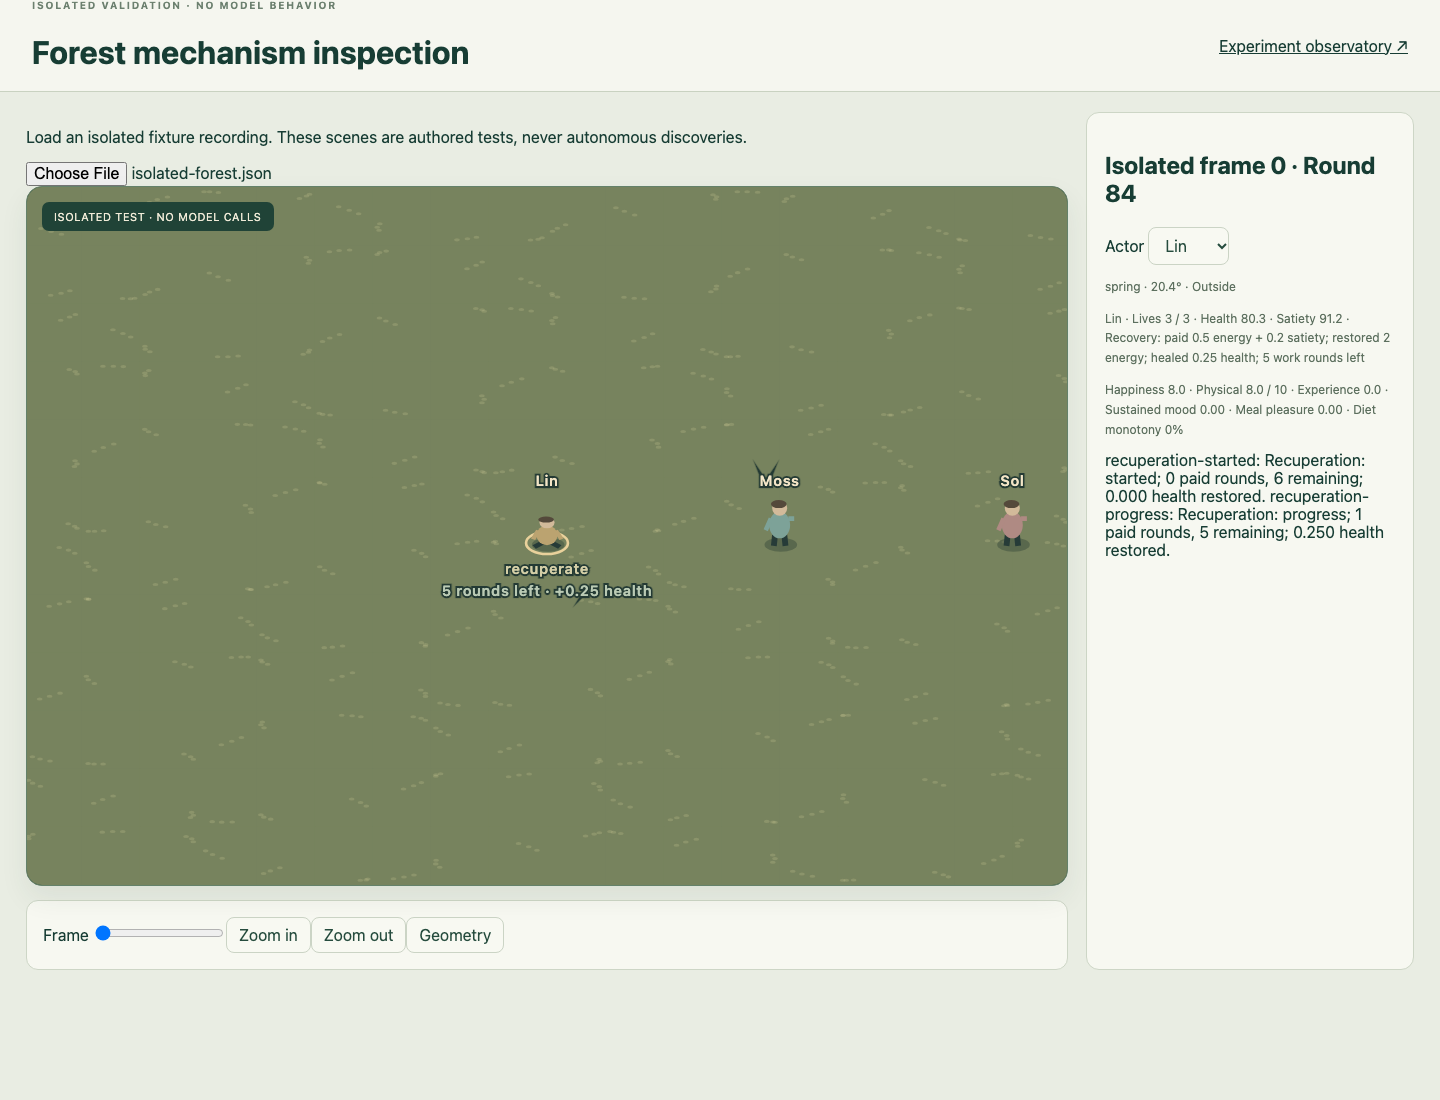 ISOLATED VALIDATION · NO MODEL BEHAVIOR
Forest mechanism inspection
Experiment observatory ↗
Load an isolated fixture recording. These scenes are authored tests, never autonomous discoveries.
Choose File isolated-forest.json
ISOLATED TEST · NO MODEL CALLS
Lin
Moss
Sol
recuperate
5 rounds left · +0.25 health
Frame
Zoom in
Zoom out
Geometry
Isolated frame 0 · Round
84
Actor Lin
spring · 20.4° · Outside
Lin · Lives 3 / 3 · Health 80.3 · Satiety 91.2 ·
Recovery: paid 0.5 energy + 0.2 satiety; restored 2
energy; healed 0.25 health; 5 work rounds left
Happiness 8.0 · Physical 8.0 / 10 · Experience 0.0 ·
Sustained mood 0.00 · Meal pleasure 0.00 · Diet
monotony 0%
recuperation-started: Recuperation:
started; 0 paid rounds, 6 remaining;
0.000 health restored. recuperation-
progress: Recuperation: progress; 1
paid rounds, 5 remaining; 0.250 health
restored.